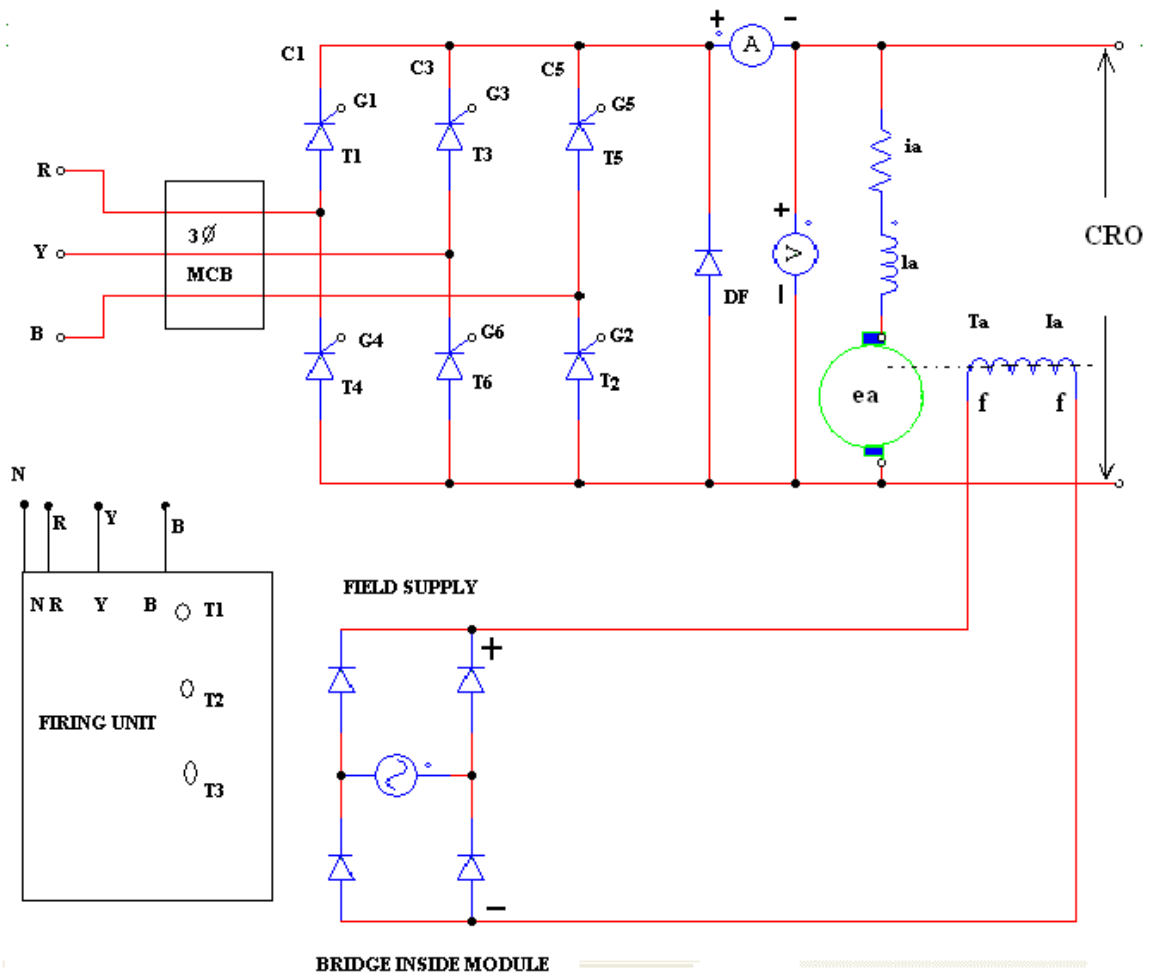 + A -
C1 C3 C5
G1 G3 G5
T1 T3 T5
R
Y
B
3Ø
MCB
G4 G6 G2
T4 T6 T2
DF
+
V
-
ia
la
ea
Ta Ia
f f
CRO
N
R Y B
N R Y B
T1
T2
T3
FIRING UNIT
FIELD SUPPLY
+
-
BRIDGE INSIDE MODULE